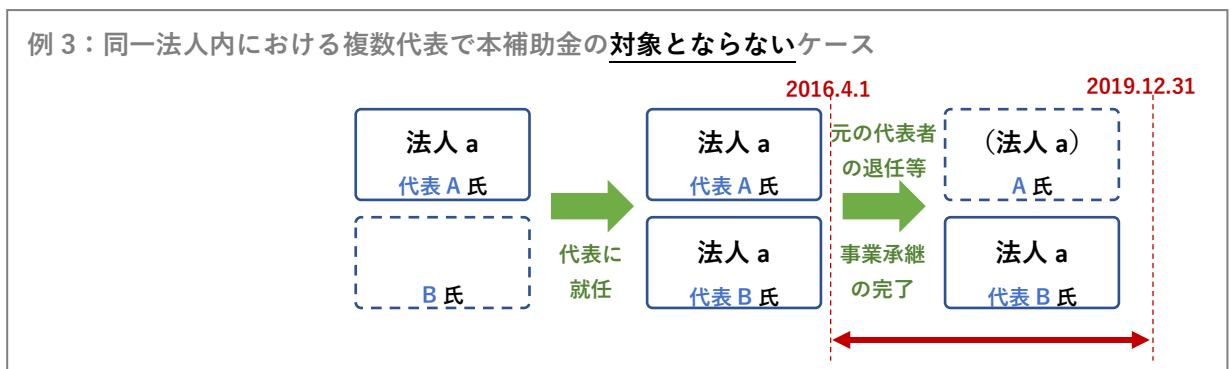 例 3：同一法人内における複数代表で本補助金の対象とならないケース
2016.4.1
2019.12.31
法人 a
代表 A 氏
B 氏
代表に
就任
法人 a
代表 A 氏
法人 a
代表 B 氏
元の代表者
の退任等
事業承継
の完了
（法人 a）
A 氏
法人 a
代表 B 氏